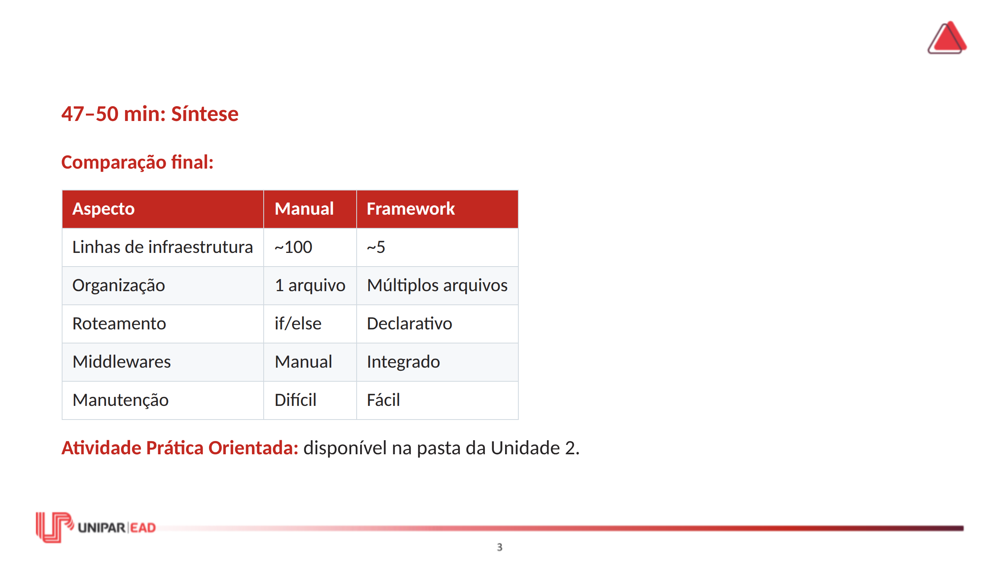 47–50 min: Síntese
Comparação final:
Aspecto Manual Framework
Linhas de infraestrutura ~100 ~5
Organização 1 arquivo Múltiplos arquivos
Roteamento if/else Declarativo
Middlewares Manual Integrado
Manutenção Difícil Fácil
Atividade Prática Orientada: disponível na pasta da Unidade 2.
UNIPAR|EAD
3